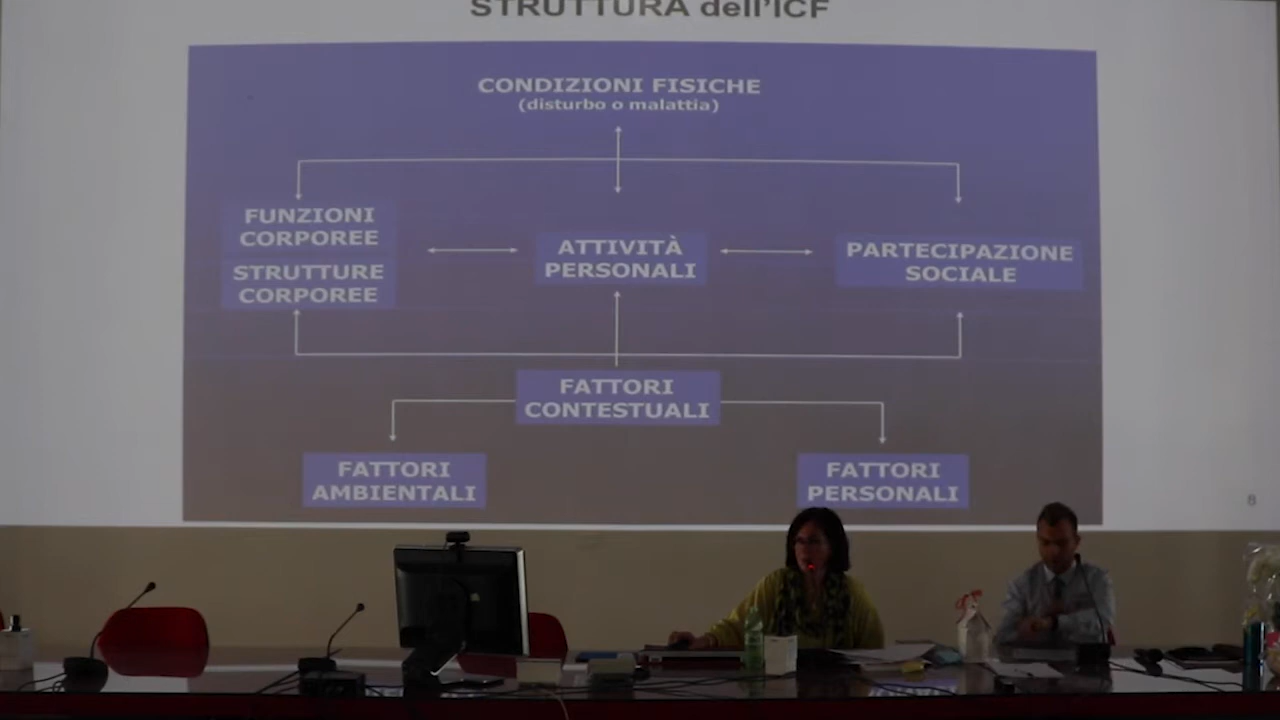 STRUTTURA dell'ICF
CONDIZIONI FISICHE
(disturbo o malattia)
FUNZIONI
CORPOREE
STRUTTURE
CORPOREE
ATTIVITÀ
PERSONALI
PARTECIPAZIONE
SOCIALE
FATTORI
CONTESTUALI
FATTORI
AMBIENTALI
FATTORI
PERSONALI
8